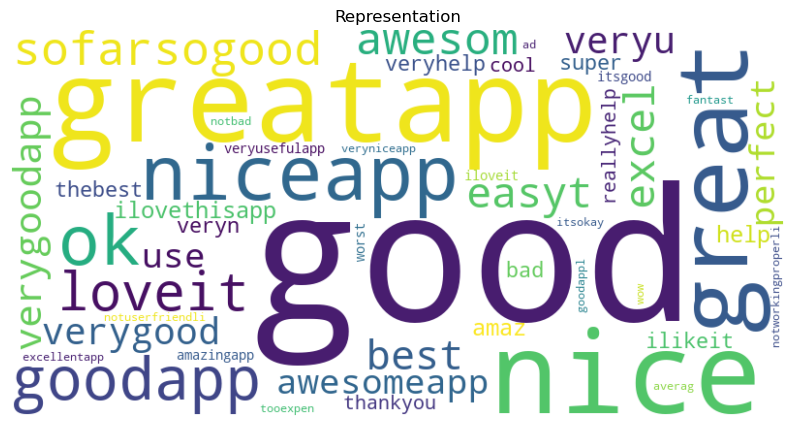 Representation
sofarsogood
awesom
ad
veryu
veryhelp
cool
super
itsgood
greatapp
great
fantast
notbad
reallyhelp
excel
perfect
verygoodapp
veryusefulapp
veryniceapp
thebest
niceapp
iloveit
easyt
ilovethisapp
ok
use
veryn
worst
good
itsokay
help
bad
goodappl
wow
notworkingproperli
loveit
notuserfriendli
verygood
amaz
ilikeit
excellentapp
amazingapp
best
nice
goodapp
awesomeapp
averag
tooexpen
thankyou